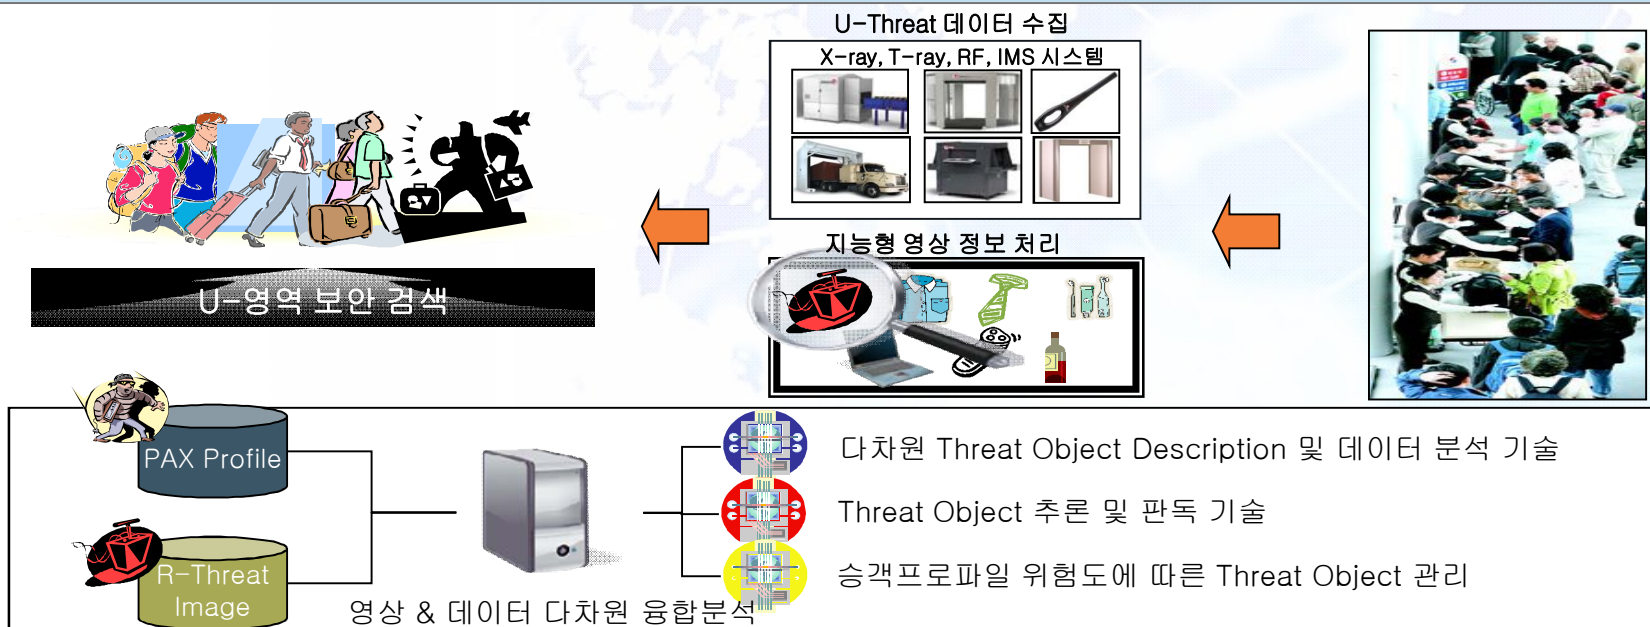 U-Threat 데이터 수집
X-ray, T-ray, RF, IMS 시스템
지능형 영상 정보 처리
U-영역 보안 검색
PAX Profile
R-Threat
Image
영상 & 데이터 다차원 융합분석
다차원 Threat Object Description 및 데이터 분석 기술
Threat Object 추론 및 판독 기술
승객프로파일 위험도에 따른 Threat Object 관리